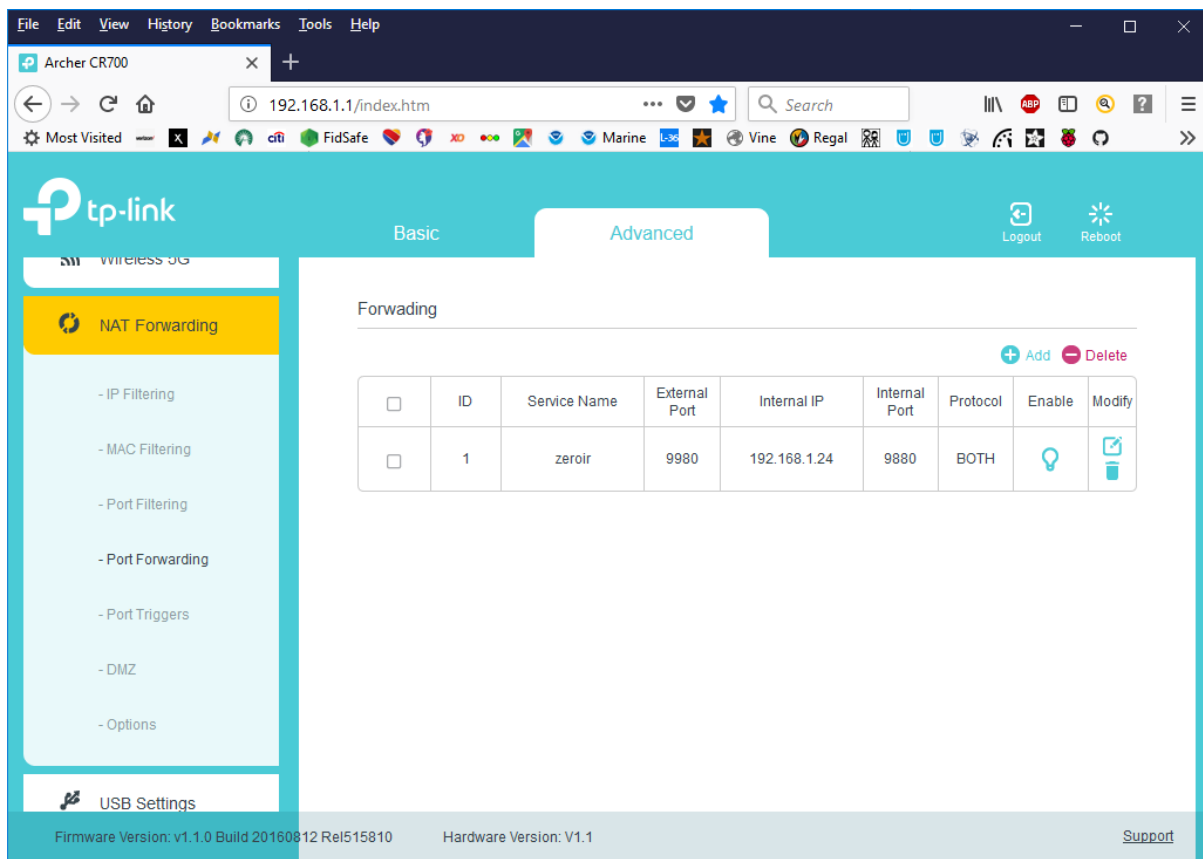 File Edit View History Bookmarks Tools Help
Archer CR700
192.168.1.1/index.htm
Search
ABP
Most Visited
X
citi
FidSafe
XD
Marine
L-36
Vine
Regal
tp-link
Basic
Advanced
Logout
Reboot
Wireless 5G
NAT Forwarding
- IP Filtering
- MAC Filtering
- Port Filtering
- Port Forwarding
- Port Triggers
- DMZ
- Options
USB Settings
Forwading
Add Delete
ID Service Name External Port Internal IP Internal Port Protocol Enable Modify
1 zeroir 9980 192.168.1.24 9880 BOTH
Firmware Version: v1.1.0 Build 20160812 Rel515810 Hardware Version: V1.1 Support